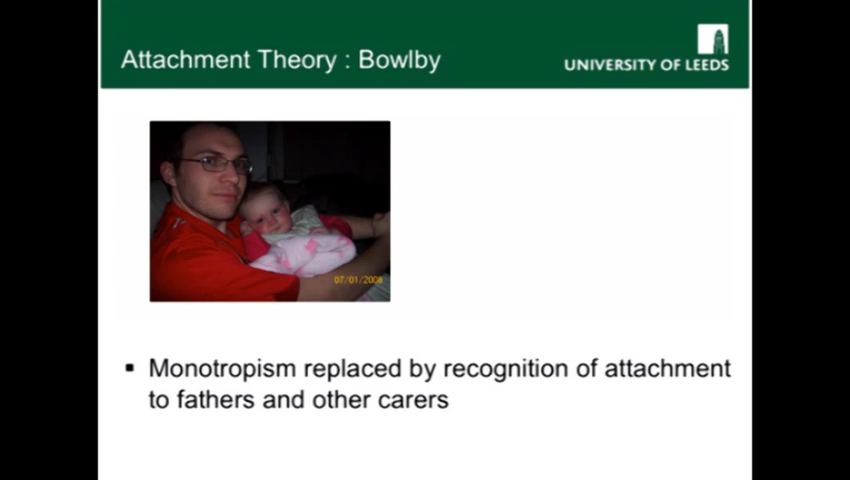 Attachment Theory : Bowlby
UNIVERSITY OF LEEDS
07/01/2008
▪ Monotropism replaced by recognition of attachment
to fathers and other carers